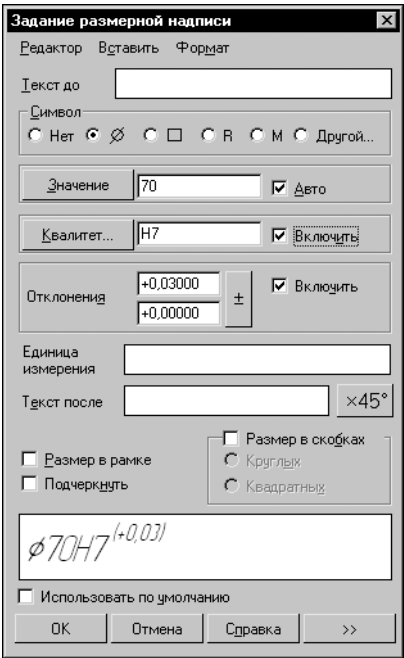 Задание размерной надписи
Редактор Вставить Формат
Текст до
Символ
Нет ⌀ □ R M Другой...
Значение 70 Авто
Квалитет... H7 Включить
+0,03000
Отклонения ± Включить
+0,00000
Единица
измерения
Текст после ×45°
Размер в скобках
Размер в рамке Круглых
Подчеркнуть Квадратных
⌀70H7(+0,03)
Использовать по умолчанию
OK Отмена Справка >>